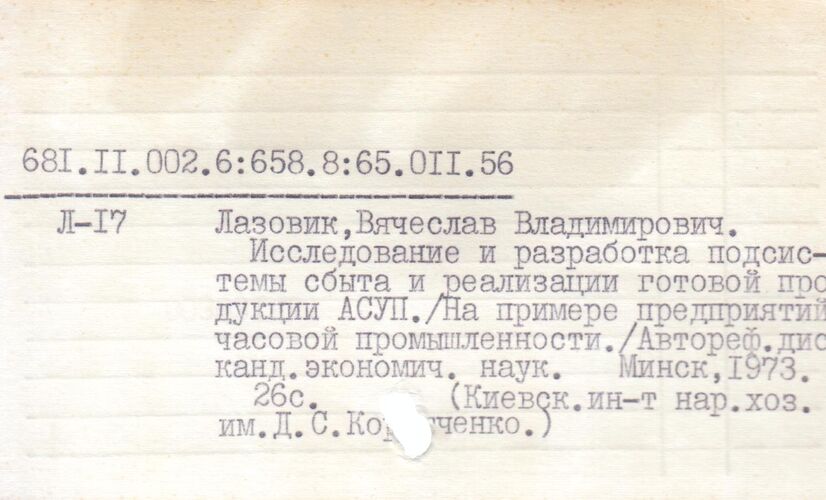 68I.II.002.6:658.8:65.0II.56
Л-I7 Лазовик,Вячеслав Владимирович.
Исследование и разработка подсис-
темы сбыта и реализации готовой про
дукции АСУП./На примере предприятий
часовой промышленности./Автореф.дис
канд.экономич. наук. Минск,I973.
26с. (Киевск.ин-т нар.хоз.
им.Д.С.